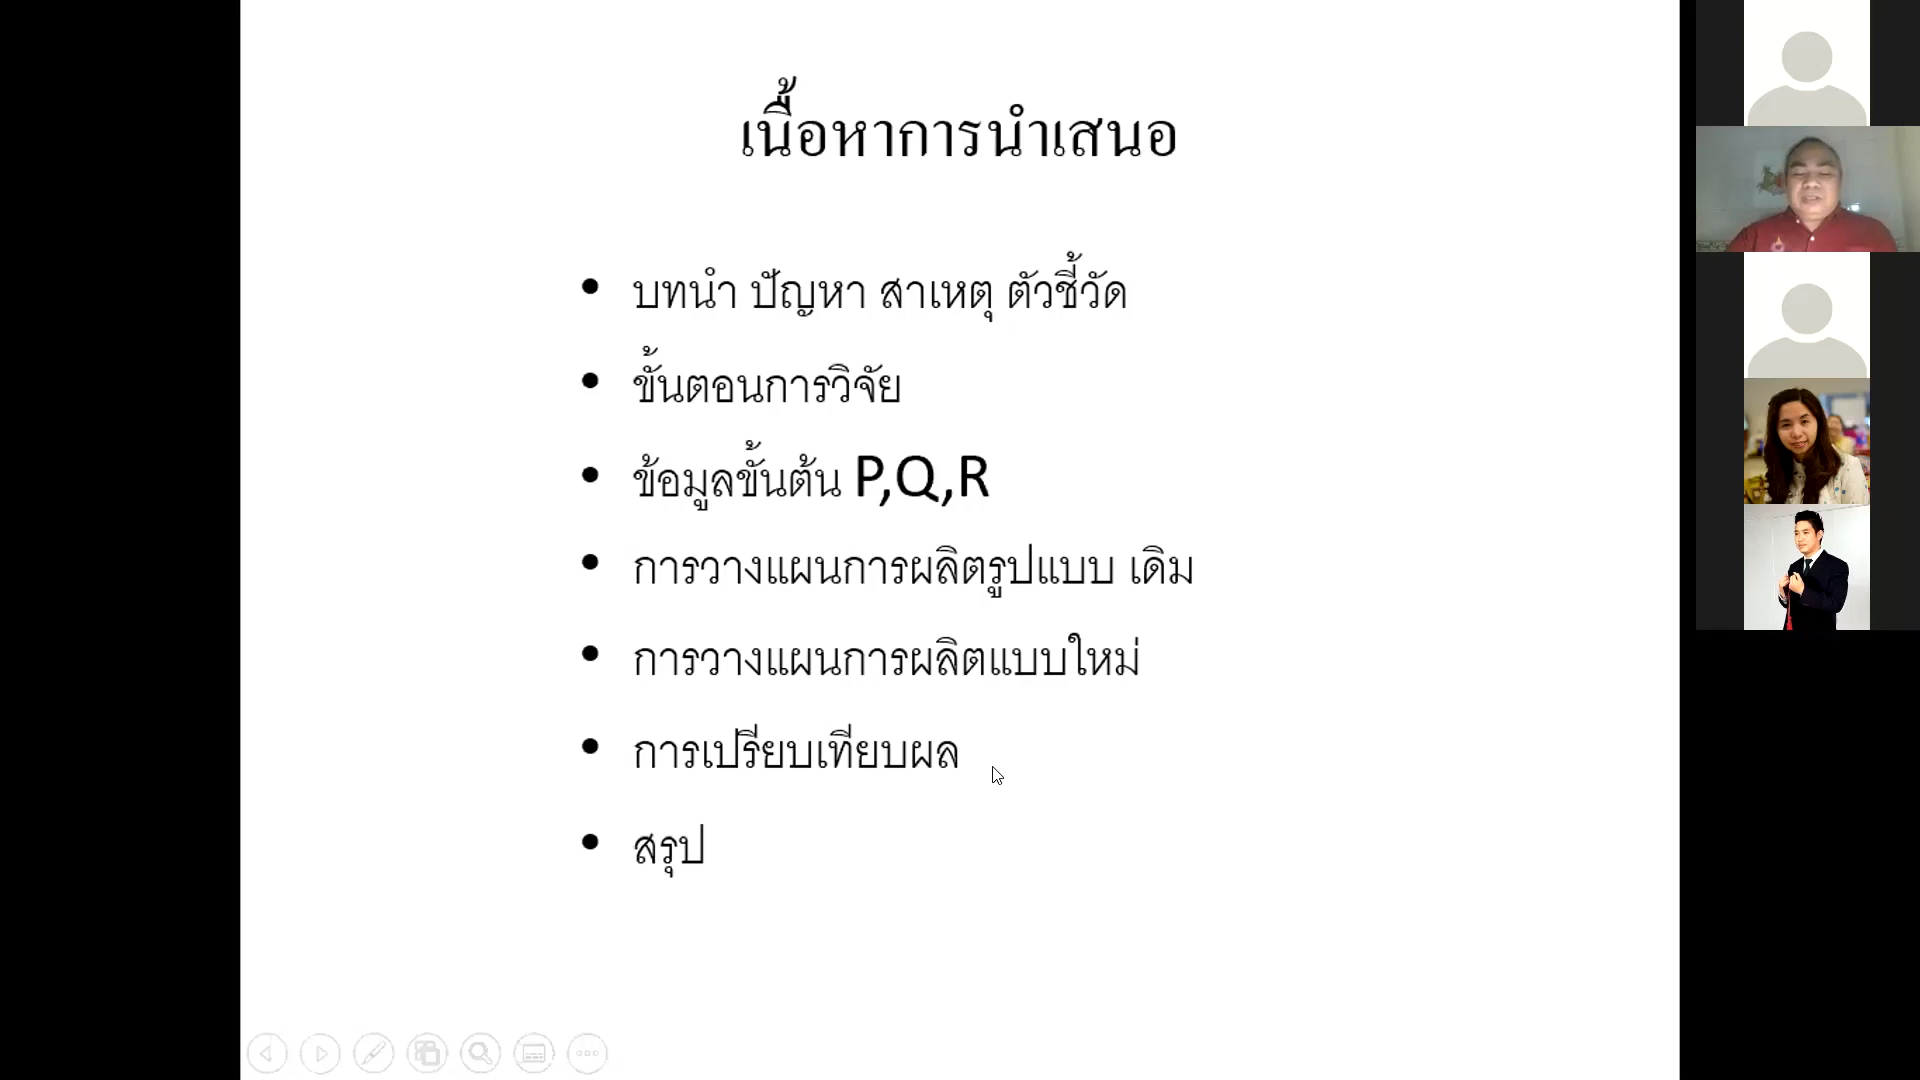 เนื้อหาการนำเสนอ
• บทนำ ปัญหา สาเหตุ ตัวชี้วัด
• ขั้นตอนการวิจัย
• ข้อมูลขั้นต้น P,Q,R
• การวางแผนการผลิตรูปแบบ เดิม
• การวางแผนการผลิตแบบใหม่
• การเปรียบเทียบผล
• สรุป